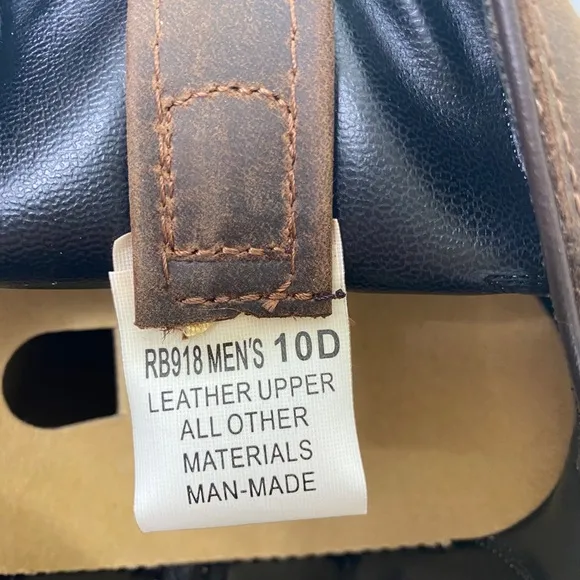 RB918 MEN'S 10D
LEATHER UPPER
ALL OTHER
MATERIALS
MAN-MADE